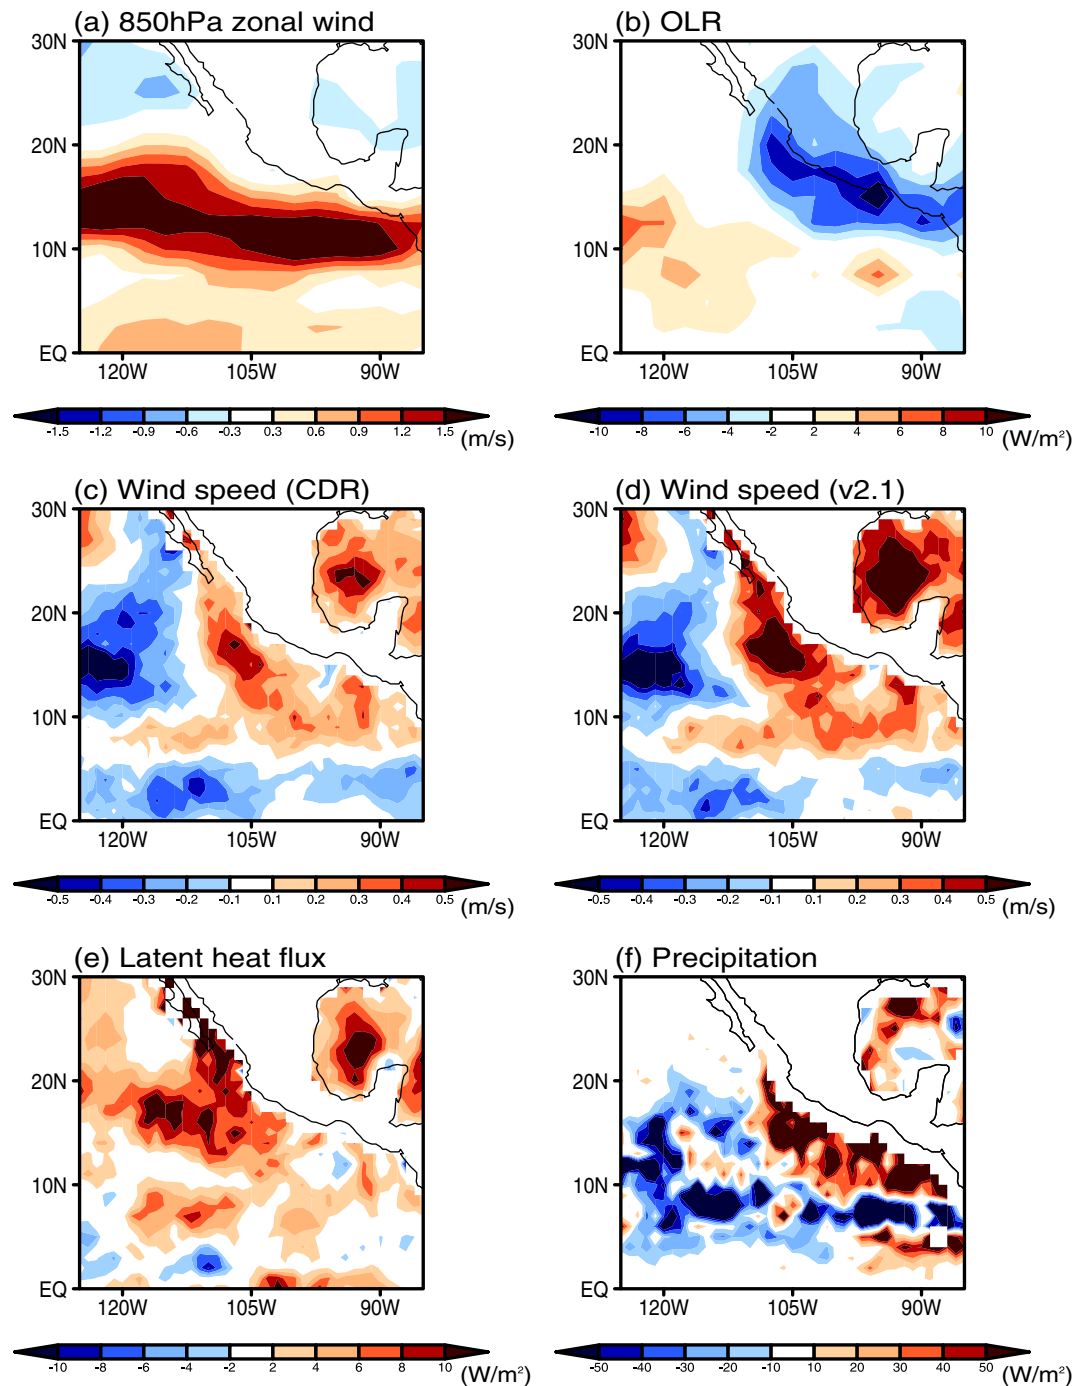 (a) 850hPa zonal wind
30N
20N
10N
EQ
120W 105W 90W
-1.5 -1.2 -0.9 -0.6 -0.3 0.3 0.6 0.9 1.2 1.5
(m/s)
(b) OLR
30N
20N
10N
EQ
120W 105W 90W
-10 -8 -6 -4 -2 2 4 6 8 10
(W/m²)
(c) Wind speed (CDR)
30N
20N
10N
EQ
120W 105W 90W
-0.5 -0.4 -0.3 -0.2 -0.1 0.1 0.2 0.3 0.4 0.5
(m/s)
(d) Wind speed (v2.1)
30N
20N
10N
EQ
120W 105W 90W
-0.5 -0.4 -0.3 -0.2 -0.1 0.1 0.2 0.3 0.4 0.5
(m/s)
(e) Latent heat flux
30N
20N
10N
EQ
120W 105W 90W
-10 -8 -6 -4 -2 2 4 6 8 10
(W/m²)
(f) Precipitation
30N
20N
10N
EQ
120W 105W 90W
-50 -40 -30 -20 -10 10 20 30 40 50
(W/m²)